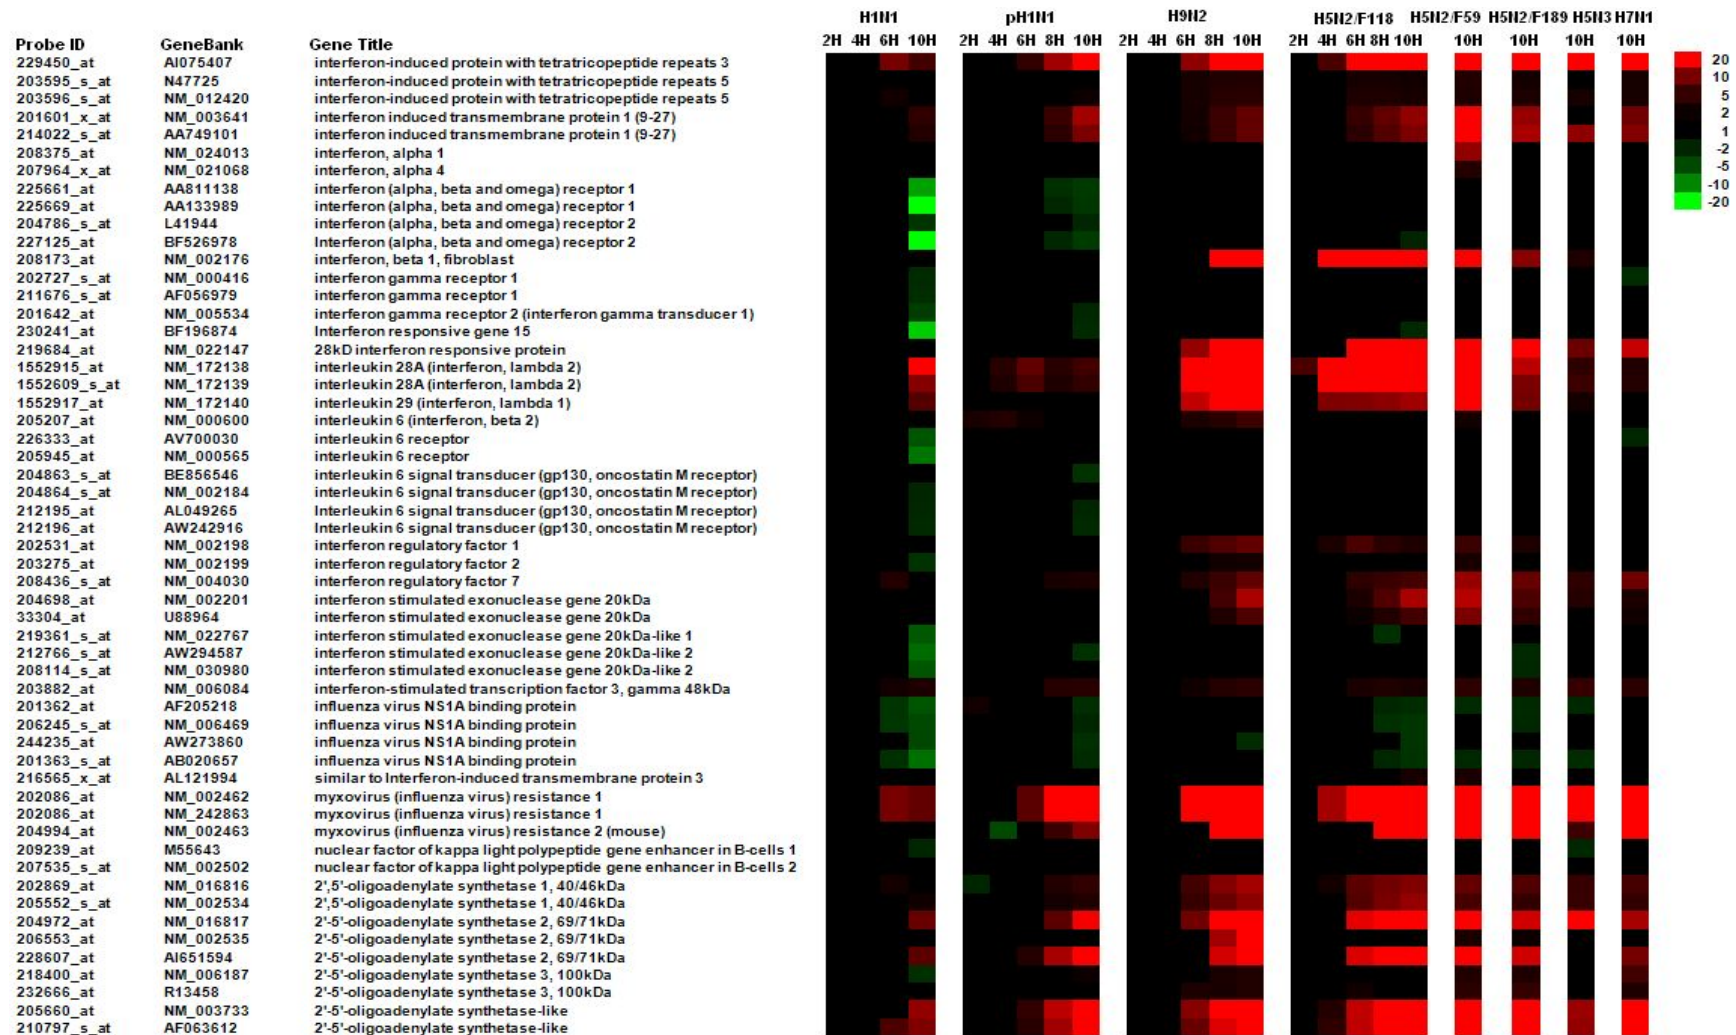 H1N1 pH1N1 H9N2 H5N2/F118 H5N2/F59 H5N2/F189 H5N3 H7N1
Probe ID GeneBank Gene Title 2H 4H 6H 10H 2H 4H 6H 8H 10H 2H 4H 6H 8H 10H 2H 4H 6H 8H 10H 10H 10H 10H 10H
229450_at AI075407 interferon-induced protein with tetratricopeptide repeats 3 20
203595_s_at N47725 interferon-induced protein with tetratricopeptide repeats 5 10
203596_s_at NM_012420 interferon-induced protein with tetratricopeptide repeats 5 5
201601_x_at NM_003641 interferon induced transmembrane protein 1 (9-27) 2
214022_s_at AA749101 interferon induced transmembrane protein 1 (9-27) 1
208375_at NM_024013 interferon, alpha 1 -2
207964_x_at NM_021068 interferon, alpha 4 -5
225661_at AA811138 interferon (alpha, beta and omega) receptor 1 -10
225669_at AA133989 interferon (alpha, beta and omega) receptor 1 -20
204786_s_at L41944 interferon (alpha, beta and omega) receptor 2
227125_at BF526978 Interferon (alpha, beta and omega) receptor 2
208173_at NM_002176 interferon, beta 1, fibroblast
202727_s_at NM_000416 interferon gamma receptor 1
211676_s_at AF056979 interferon gamma receptor 1
201642_at NM_005534 interferon gamma receptor 2 (interferon gamma transducer 1)
230241_at BF196874 Interferon responsive gene 15
219684_at NM_022147 28kD interferon responsive protein
1552915_at NM_172138 interleukin 28A (interferon, lambda 2)
1552609_s_at NM_172139 interleukin 28A (interferon, lambda 2)
1552917_at NM_172140 interleukin 29 (interferon, lambda 1)
205207_at NM_000600 interleukin 6 (interferon, beta 2)
226333_at AV700030 interleukin 6 receptor
205945_at NM_000565 interleukin 6 receptor
204863_s_at BE856546 interleukin 6 signal transducer (gp130, oncostatin M receptor)
204864_s_at NM_002184 interleukin 6 signal transducer (gp130, oncostatin M receptor)
212195_at AL049265 Interleukin 6 signal transducer (gp130, oncostatin M receptor)
212196_at AW242916 Interleukin 6 signal transducer (gp130, oncostatin M receptor)
202531_at NM_002198 interferon regulatory factor 1
203275_at NM_002199 interferon regulatory factor 2
208436_s_at NM_004030 interferon regulatory factor 7
204698_at NM_002201 interferon stimulated exonuclease gene 20kDa
33304_at U88964 interferon stimulated exonuclease gene 20kDa
219361_s_at NM_022767 interferon stimulated exonuclease gene 20kDa-like 1
212766_s_at AW294587 interferon stimulated exonuclease gene 20kDa-like 2
208114_s_at NM_030980 interferon stimulated exonuclease gene 20kDa-like 2
203882_at NM_006084 interferon-stimulated transcription factor 3, gamma 48kDa
201362_at AF205218 influenza virus NS1A binding protein
206245_s_at NM_006469 influenza virus NS1A binding protein
244235_at AW273860 influenza virus NS1A binding protein
201363_s_at AB020657 influenza virus NS1A binding protein
216565_x_at AL121994 similar to Interferon-induced transmembrane protein 3
202086_at NM_002462 myxovirus (influenza virus) resistance 1
202086_at NM_242863 myxovirus (influenza virus) resistance 1
204994_at NM_002463 myxovirus (influenza virus) resistance 2 (mouse)
209239_at M55643 nuclear factor of kappa light polypeptide gene enhancer in B-cells 1
207535_s_at NM_002502 nuclear factor of kappa light polypeptide gene enhancer in B-cells 2
202869_at NM_016816 2',5'-oligoadenylate synthetase 1, 40/46kDa
205552_s_at NM_002534 2',5'-oligoadenylate synthetase 1, 40/46kDa
204972_at NM_016817 2'-5'-oligoadenylate synthetase 2, 69/71kDa
206553_at NM_002535 2'-5'-oligoadenylate synthetase 2, 69/71kDa
228607_at AI651594 2'-5'-oligoadenylate synthetase 2, 69/71kDa
218400_at NM_006187 2'-5'-oligoadenylate synthetase 3, 100kDa
232666_at R13458 2'-5'-oligoadenylate synthetase 3, 100kDa
205660_at NM_003733 2'-5'-oligoadenylate synthetase-like
210797_s_at AF063612 2'-5'-oligoadenylate synthetase-like